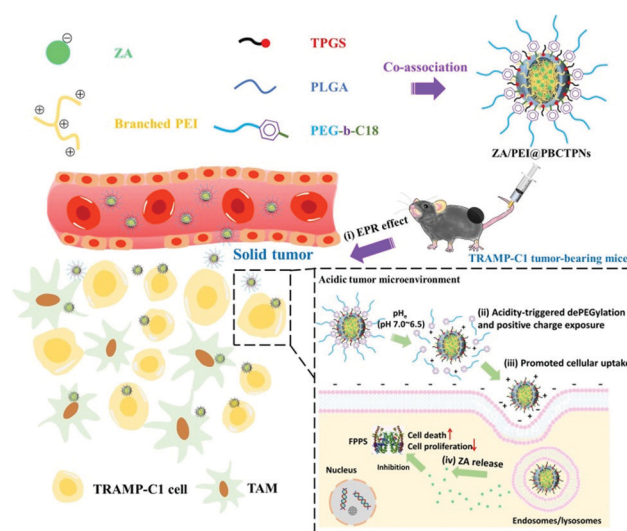 ZA
TPGS
Co-association
PLGA
Branched PEI
PEG-b-C18
ZA/PEI@PBCTPNs
(i) EPR effect
Solid tumor
TRAMP-C1 tumor-bearing mice
Acidic tumor microenvironment
pHe
(pH 7.0~6.5)
(ii) Acidity-triggered dePEGylation
and positive charge exposure
(iii) Promoted cellular uptake
FPPS
Cell death↑
Cell proliferation↓
Inhibition
(iv) ZA release
Nucleus
Endosomes/lysosomes
TRAMP-C1 cell
TAM